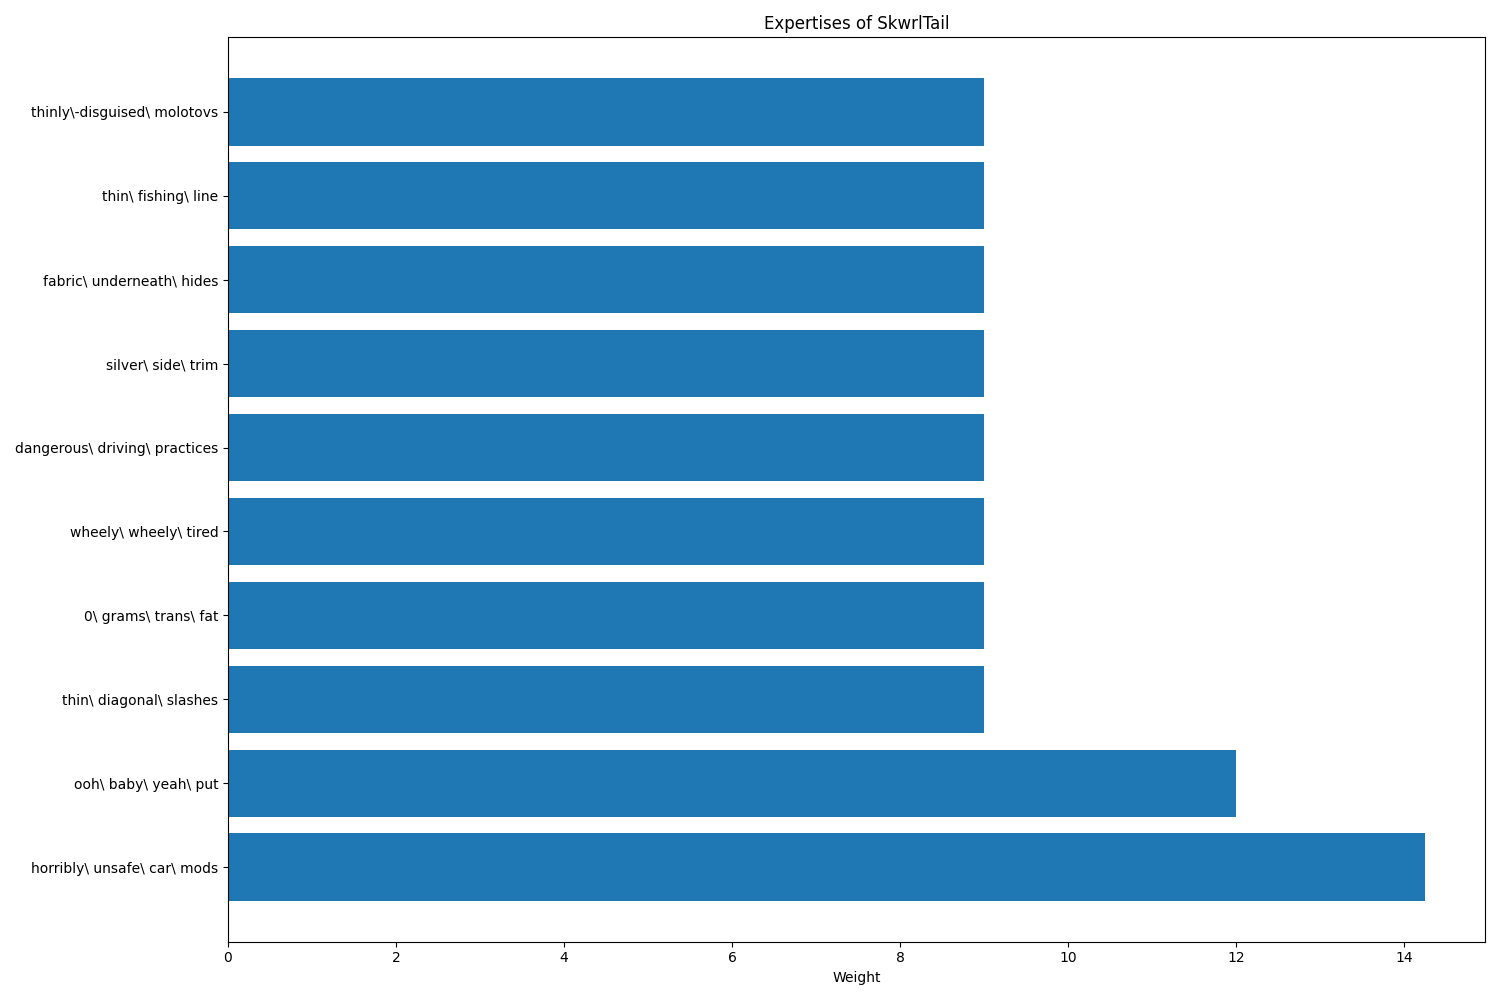 Expertises of SkwrlTail
thinly\-disguised\ molotovs
thin\ fishing\ line
fabric\ underneath\ hides
silver\ side\ trim
dangerous\ driving\ practices
wheely\ wheely\ tired
0\ grams\ trans\ fat
thin\ diagonal\ slashes
ooh\ baby\ yeah\ put
horribly\ unsafe\ car\ mods
0 2 4 6 8 10 12 14
Weight